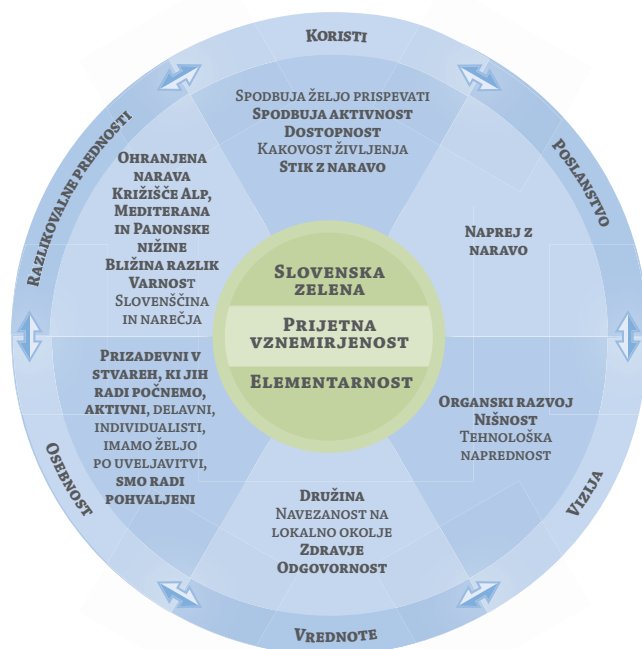 Koristi
Spodbuja željo prispevati
Spodbuja aktivnost
Dostopnost
Kakovost življenja
Stik z naravo
Poslanstvo
Naprej z
naravo
Vizija
Organski razvoj
Nišnost
Tehnološka
naprednost
Vrednote
Družina
Navezanost na
lokalno okolje
Zdravje
Odgovornost
Osebnost
Prizadevni v
stvareh, ki jih
radi počnemo,
aktivni, delavni,
individualisti,
imamo željo
po uveljavitvi,
smo radi
pohvaljeni
Razlikovalne prednosti
Ohranjena
narava
Križišče Alp,
Mediterana
in Panonske
nižine
Bližina razlik
Varnost
Slovenščina
in narečja
Slovenska
zelena
Prijetna
vznemirjenost
Elementarnost